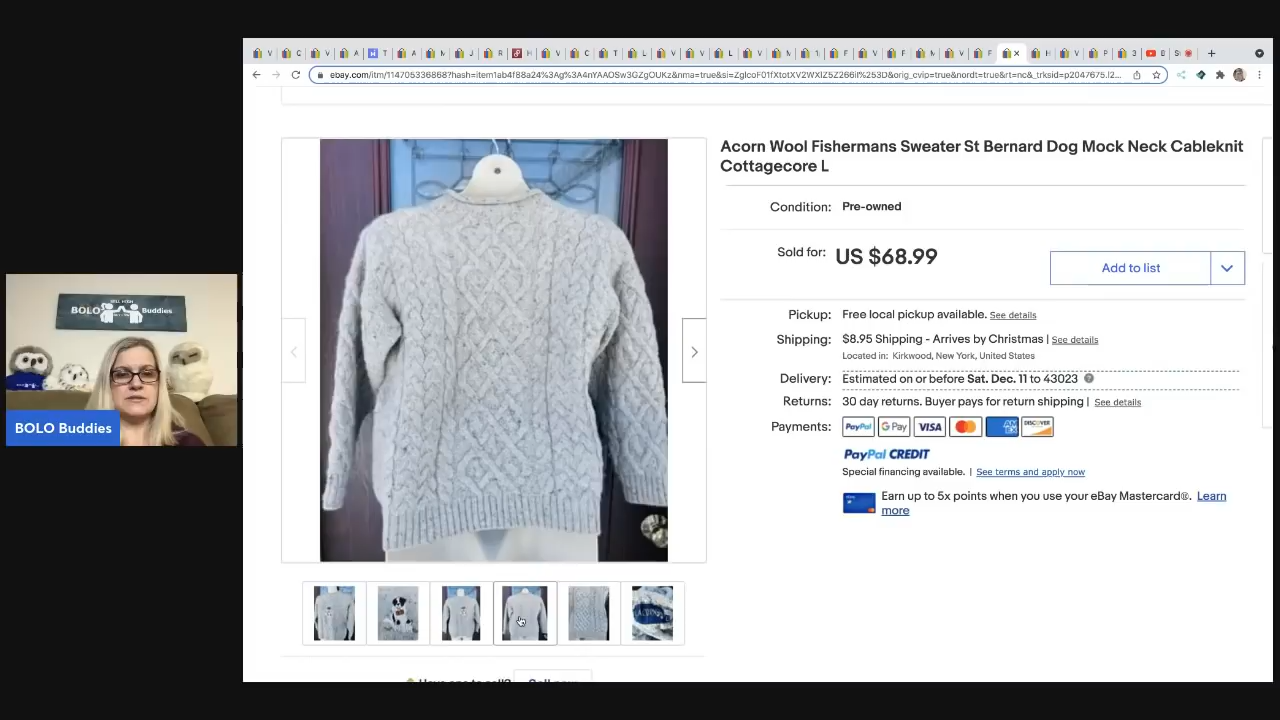 ebay.com/itm/114705336868?hash=item1ab4f88a24%3Ag%3A4nYAAOSw3GZgOUKz&nma=true&si=ZglcoF01fXtotXV2WXIZ5Z266iI%253D&orig_cvip=true&nordt=true&rt=nc&_trksid=p2047675.l2...
Acorn Wool Fishermans Sweater St Bernard Dog Mock Neck Cableknit
Cottagecore L
Condition: Pre-owned
Sold for: US $68.99
Add to list
Pickup: Free local pickup available. See details
Shipping: $8.95 Shipping - Arrives by Christmas | See details
Located in: Kirkwood, New York, United States
Delivery: Estimated on or before Sat. Dec. 11 to 43023
Returns: 30 day returns. Buyer pays for return shipping | See details
Payments: PayPal G Pay VISA MasterCard AMEX DISCOVER
PayPal CREDIT
Special financing available. | See terms and apply now
Earn up to 5x points when you use your eBay Mastercard®. Learn
more
BOLO Buddies
BOLO Buddies